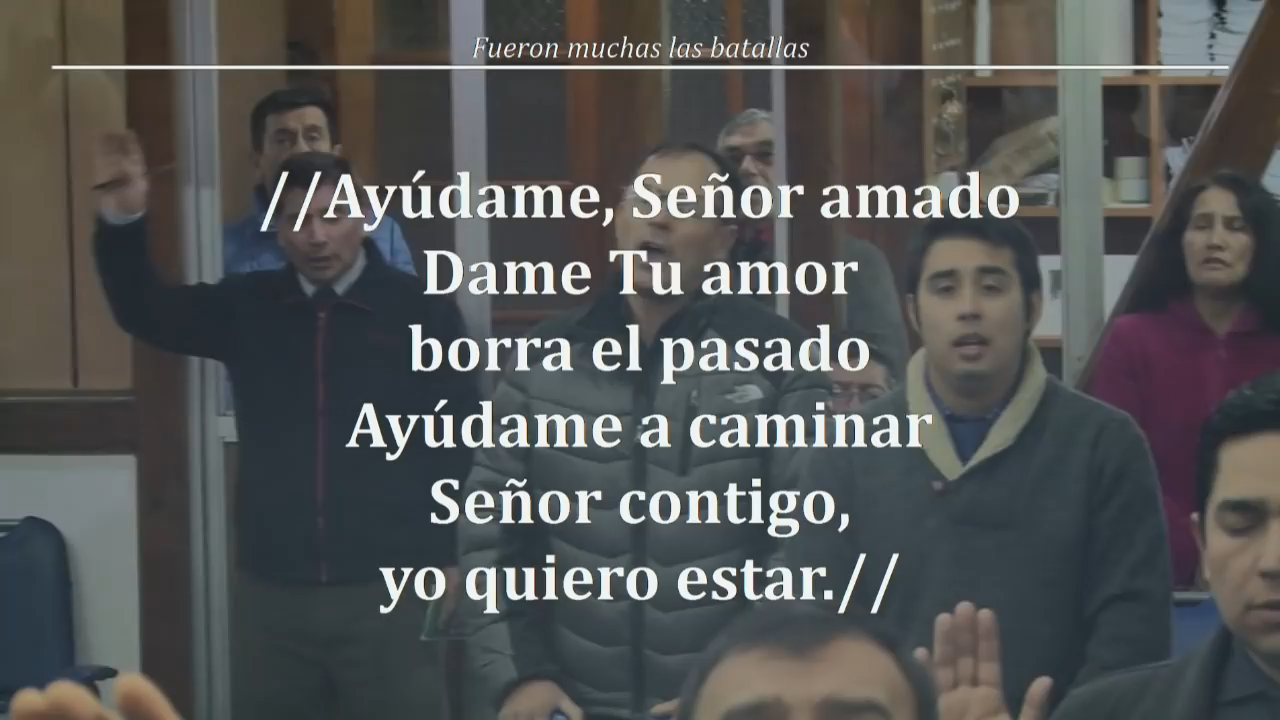 Fueron muchas las batallas
//Ayúdame, Señor amado
Dame Tu amor
borra el pasado
Ayúdame a caminar
Señor contigo,
yo quiero estar.//